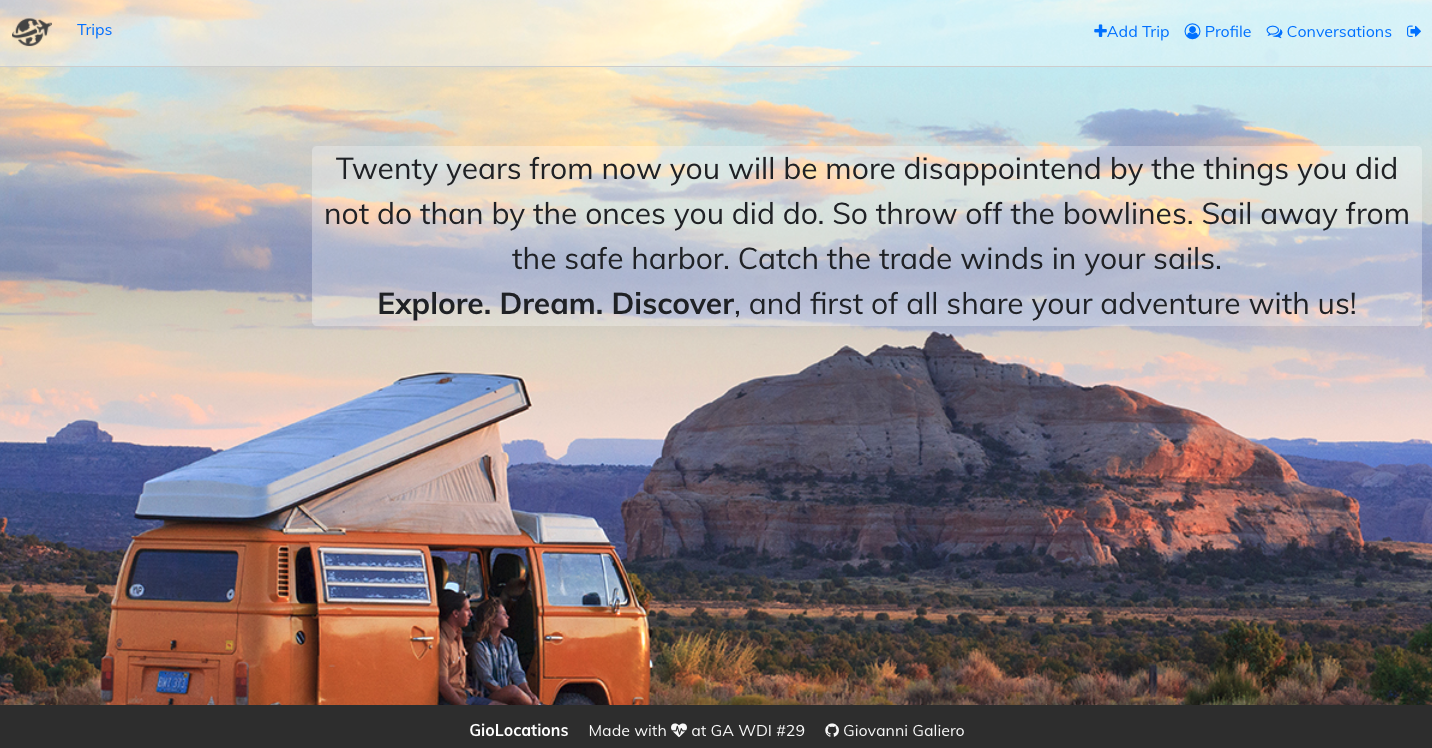 Trips
Add Trip
Profile
Conversations
Twenty years from now you will be more disappointend by the things you did
not do than by the onces you did do. So throw off the bowlines. Sail away from
the safe harbor. Catch the trade winds in your sails.
Explore. Dream. Discover, and first of all share your adventure with us!
GioLocations Made with at GA WDI #29 Giovanni Galiero